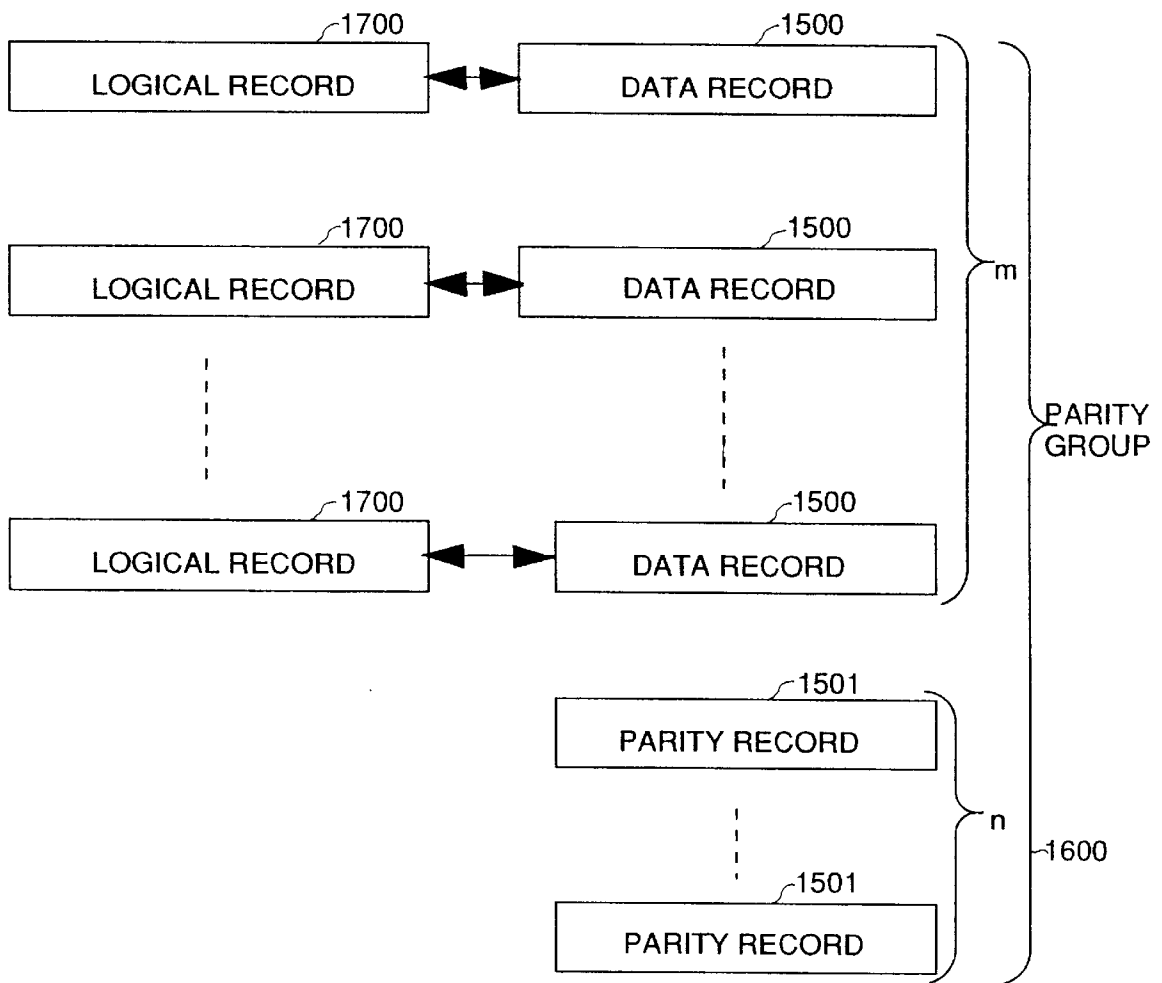 1700
1500
LOGICAL RECORD
DATA RECORD
1700
1500
LOGICAL RECORD
DATA RECORD
m
PARITY
GROUP
1700
1500
LOGICAL RECORD
DATA RECORD
1501
PARITY RECORD
n
1600
1501
PARITY RECORD